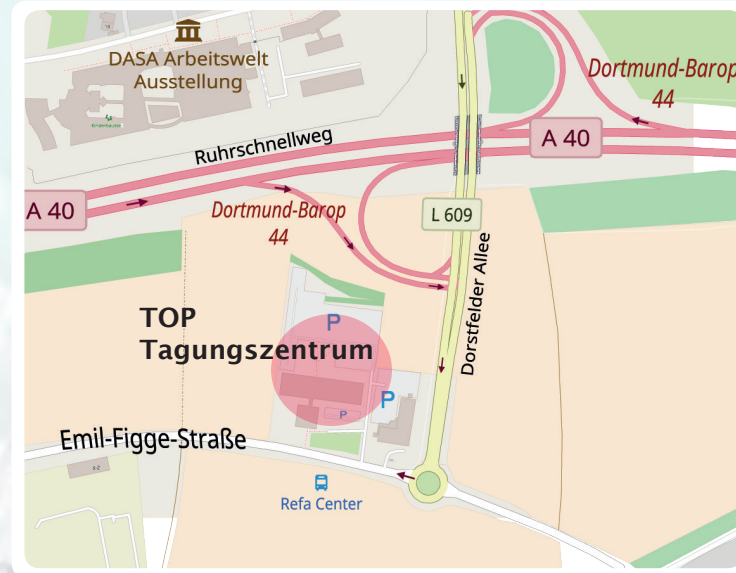 DASA Arbeitswelt
Ausstellung
Dortmund-Barop
44
Ruhrschnellweg
A 40
A 40
Dortmund-Barop
44
L 609
Dorstfelder Allee
P
TOP
Tagungszentrum
P
P
Emil-Figge-Straße
Refa Center